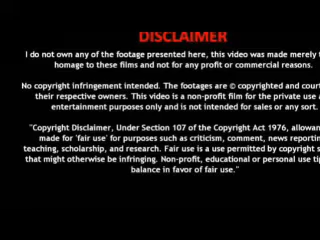 DISCLAIMER
I do not own any of the footage presented here, this video was made merely
homage to these films and not for any profit or commercial reasons.
No copyright infringement intended. The footages are © copyrighted and
their respective owners. This video is a non-profit film for the private use
entertainment purposes only and is not intended for sales or any sort.
"Copyright Disclaimer, Under Section 107 of the Copyright Act 1976,
made for 'fair use' for purposes such as criticism, comment, news
teaching, scholarship, and research. Fair use is a use permitted by copyright
that might otherwise be infringing. Non-profit, educational or personal use
balance in favor of fair use."